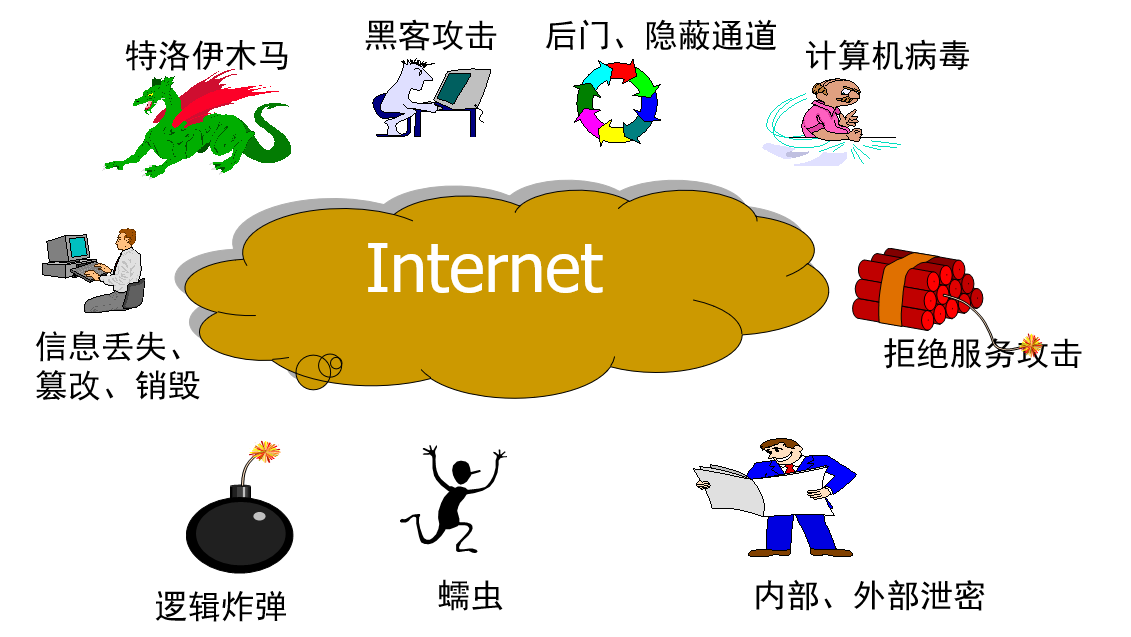 特洛伊木马
黑客攻击
后门、隐蔽通道
计算机病毒
Internet
信息丢失、
篡改、销毁
拒绝服务攻击
逻辑炸弹
蠕虫
内部、外部泄密